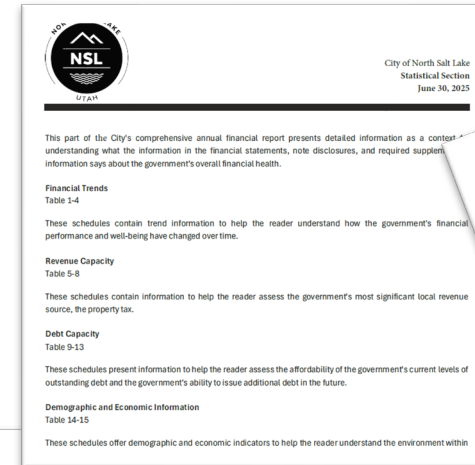 NSL
UTAH
City of North Salt Lake
Statistical Section
June 30, 2025
This part of the City's comprehensive annual financial report presents detailed information as a context
understanding what the information in the financial statements, note disclosures, and required
information says about the government's overall financial health.
Financial Trends
Table 1-4
These schedules contain trend information to help the reader understand how the government's financial
performance and well-being have changed over time.
Revenue Capacity
Table 5-8
These schedules contain information to help the reader assess the government's most significant local revenue
source, the property tax.
Debt Capacity
Table 9-13
These schedules present information to help the reader assess the affordability of the government's current levels of
outstanding debt and the government's ability to issue additional debt in the future.
Demographic and Economic Information
Table 14-15
These schedules offer demographic and economic indicators to help the reader understand the environment within